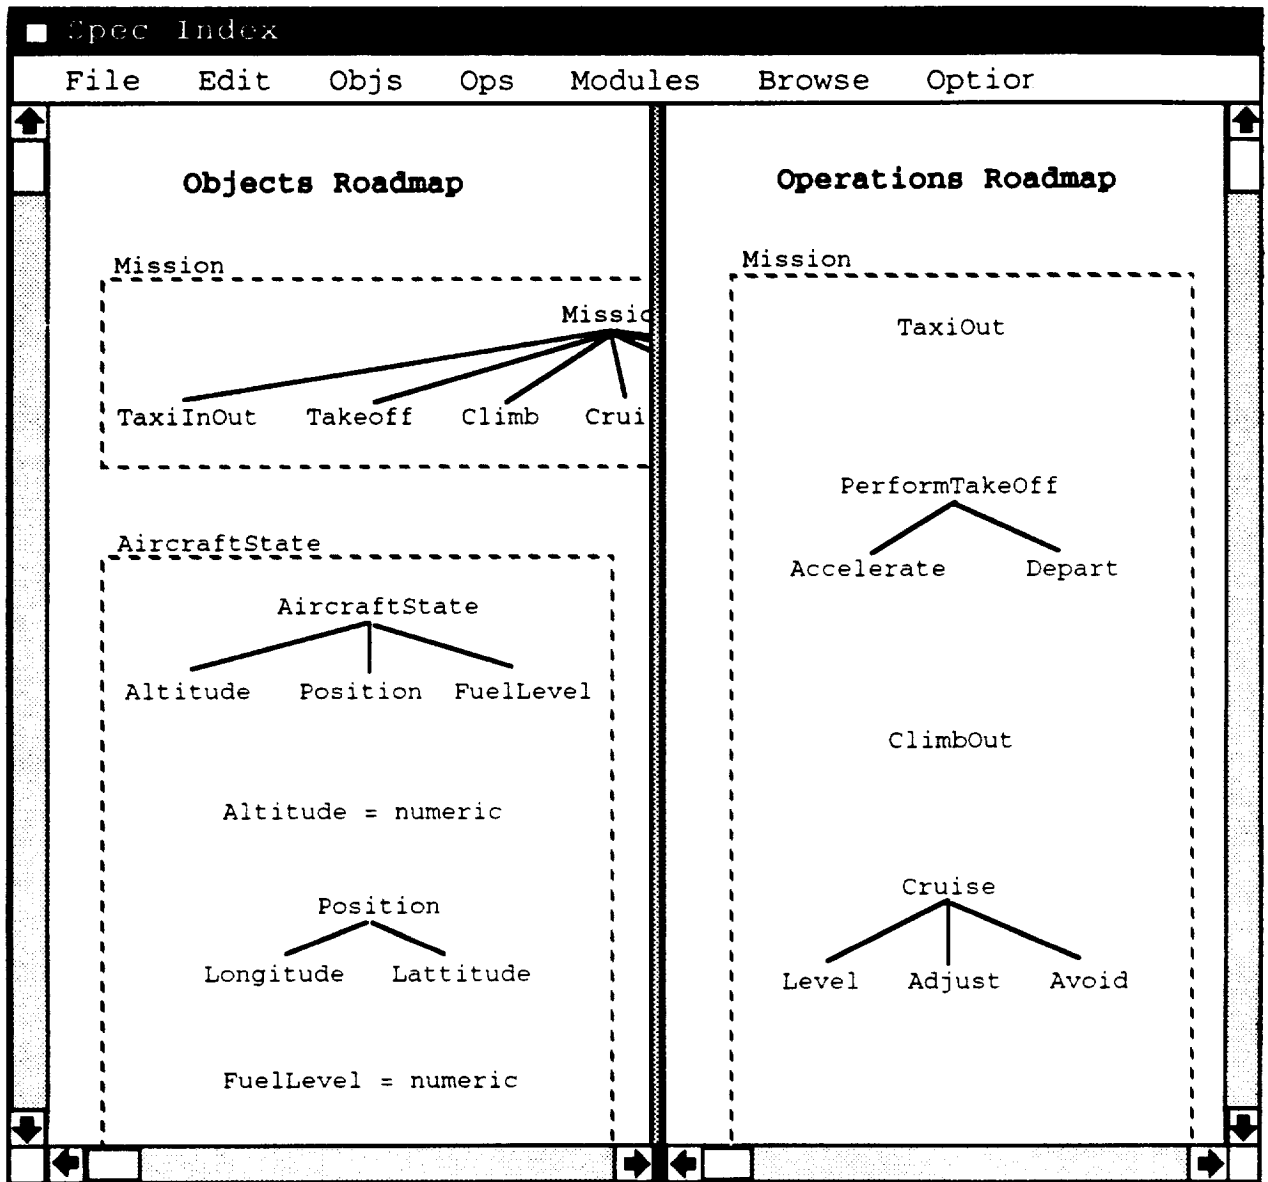 Spec Index
File Edit Objs Ops Modules Browse Optior
Objects Roadmap
Mission
Missic
TaxiInOut Takeoff Climb Crui
AircraftState
AircraftState
Altitude Position FuelLevel
Altitude = numeric
Position
Longitude Lattitude
FuelLevel = numeric
Operations Roadmap
Mission
TaxiOut
PerformTakeOff
Accelerate Depart
ClimbOut
Cruise
Level Adjust Avoid